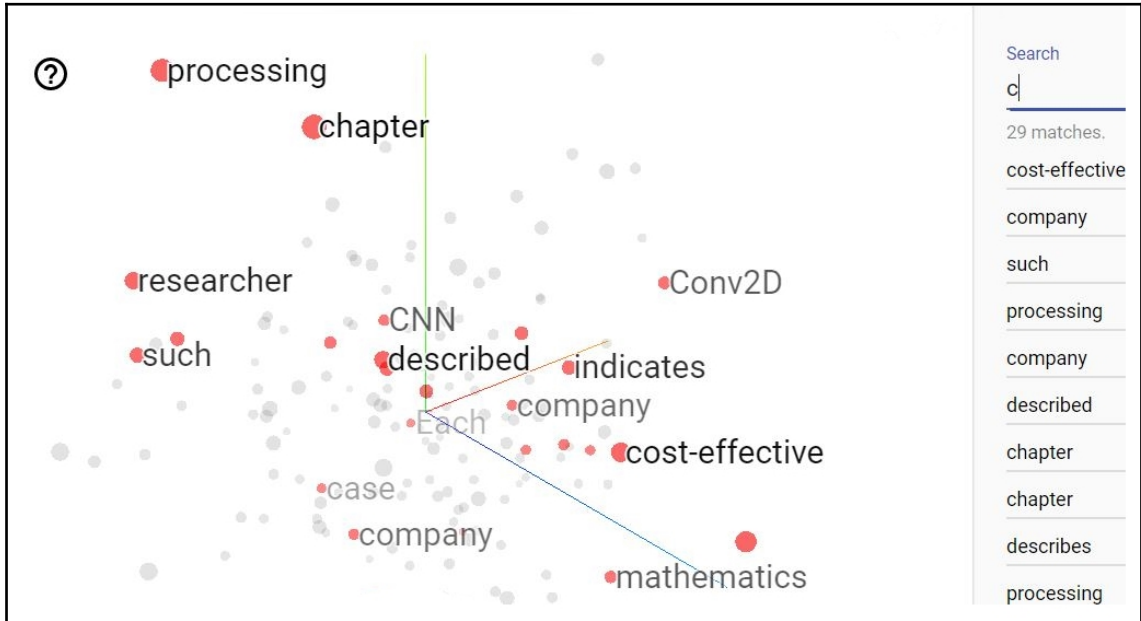 ?
processing
chapter
researcher
such
CNN
described
Conv2D
indicates
company
Each
cost-effective
case
company
mathematics
Search
c
29 matches.
cost-effective
company
such
processing
company
described
chapter
chapter
describes
processing